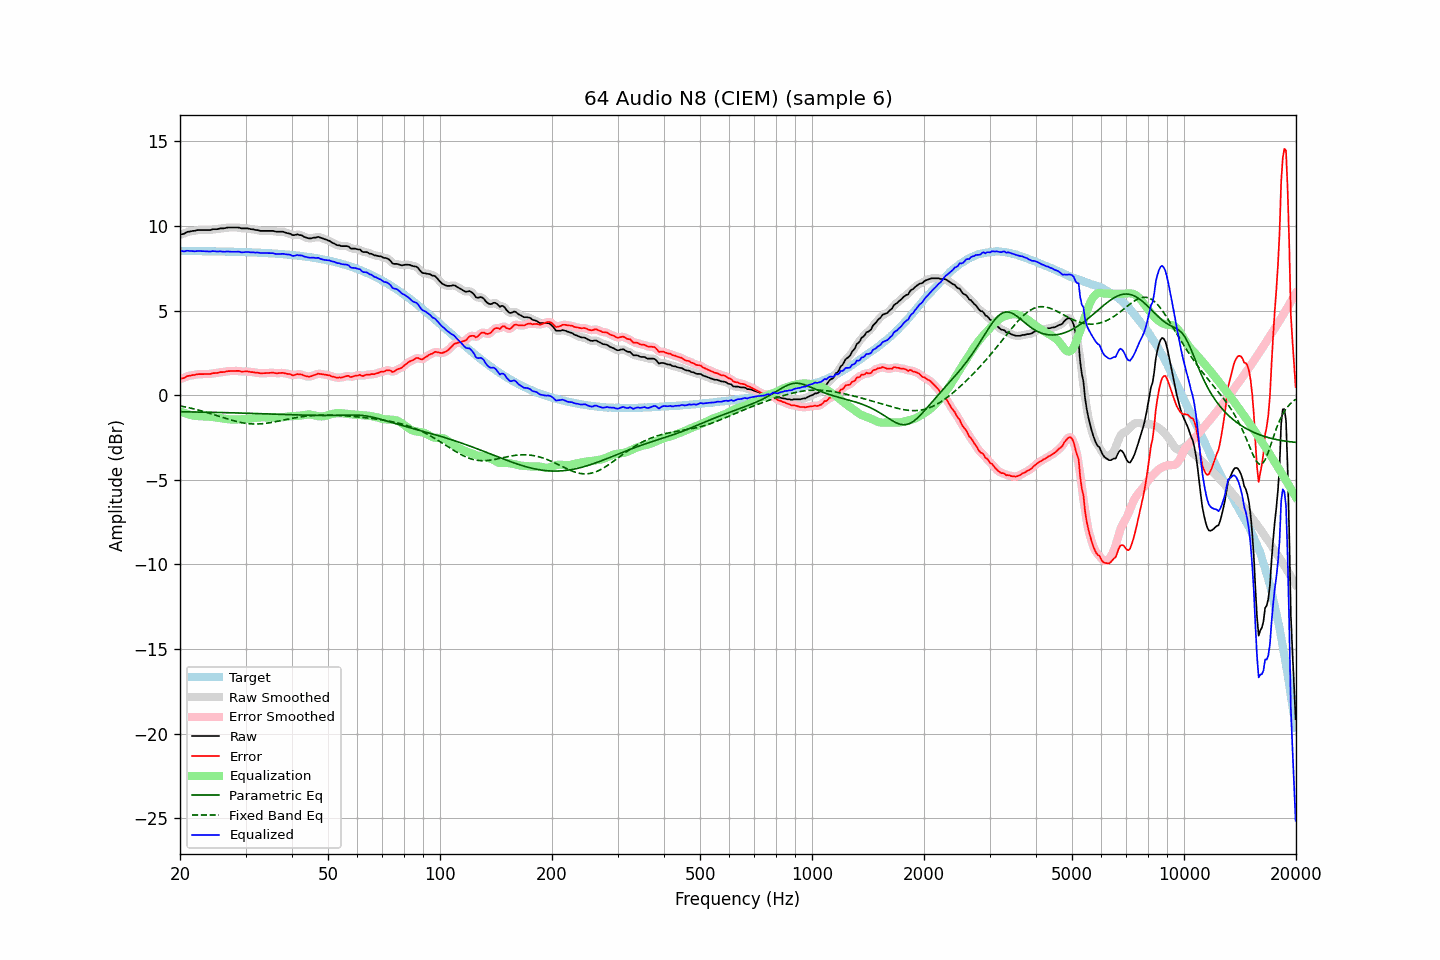 64 Audio N8 (CIEM) (sample 6)
15
10
5
0
−5
−10
−15
−20
−25
Amplitude (dBr)
Target
Raw Smoothed
Error Smoothed
Raw
Error
Equalization
Parametric Eq
Fixed Band Eq
Equalized
20
50
100
200
500
1000
2000
5000
10000
20000
Frequency (Hz)